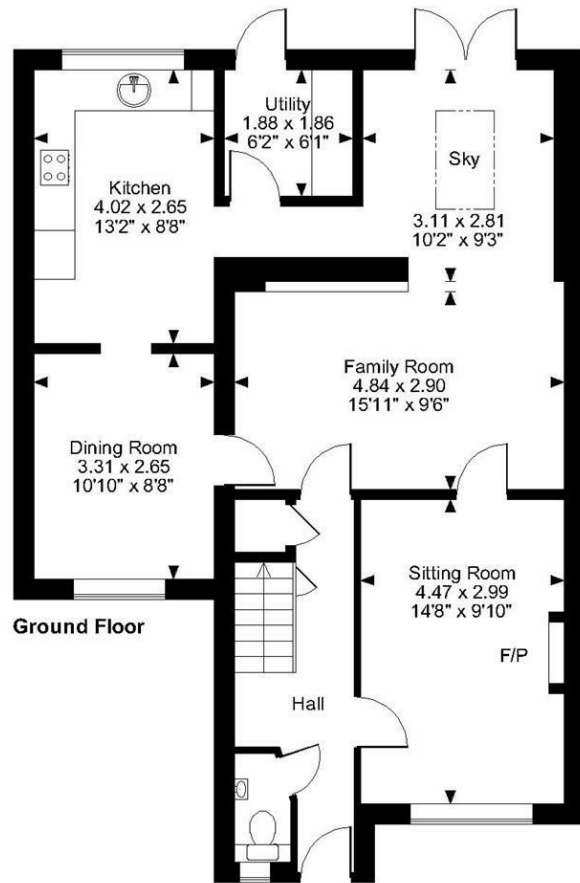 Utility
1.88 x 1.86
6'2" x 6'1"
Sky
3.11 x 2.81
10'2" x 9'3"
Kitchen
4.02 x 2.65
13'2" x 8'8"
Family Room
4.84 x 2.90
15'11" x 9'6"
Dining Room
3.31 x 2.65
10'10" x 8'8"
Sitting Room
4.47 x 2.99
14'8" x 9'10"
F/P
Ground Floor
Hall